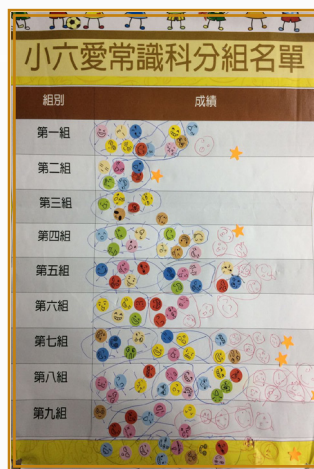 小六愛常識科分組名單
組別 成績
第一組
第二組
第三組
第四組
第五組
第六組
第七組
第八組
第九組